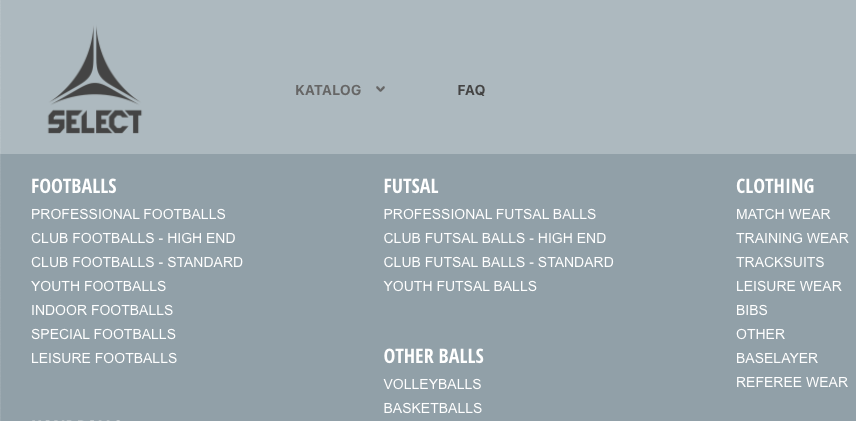 SELECT
KATALOG
FAQ
FOOTBALLS
PROFESSIONAL FOOTBALLS
CLUB FOOTBALLS - HIGH END
CLUB FOOTBALLS - STANDARD
YOUTH FOOTBALLS
INDOOR FOOTBALLS
SPECIAL FOOTBALLS
LEISURE FOOTBALLS
FUTSAL
PROFESSIONAL FUTSAL BALLS
CLUB FUTSAL BALLS - HIGH END
CLUB FUTSAL BALLS - STANDARD
YOUTH FUTSAL BALLS
OTHER BALLS
VOLLEYBALLS
BASKETBALLS
CLOTHING
MATCH WEAR
TRAINING WEAR
TRACKSUITS
LEISURE WEAR
BIBS
OTHER
BASELAYER
REFEREE WEAR